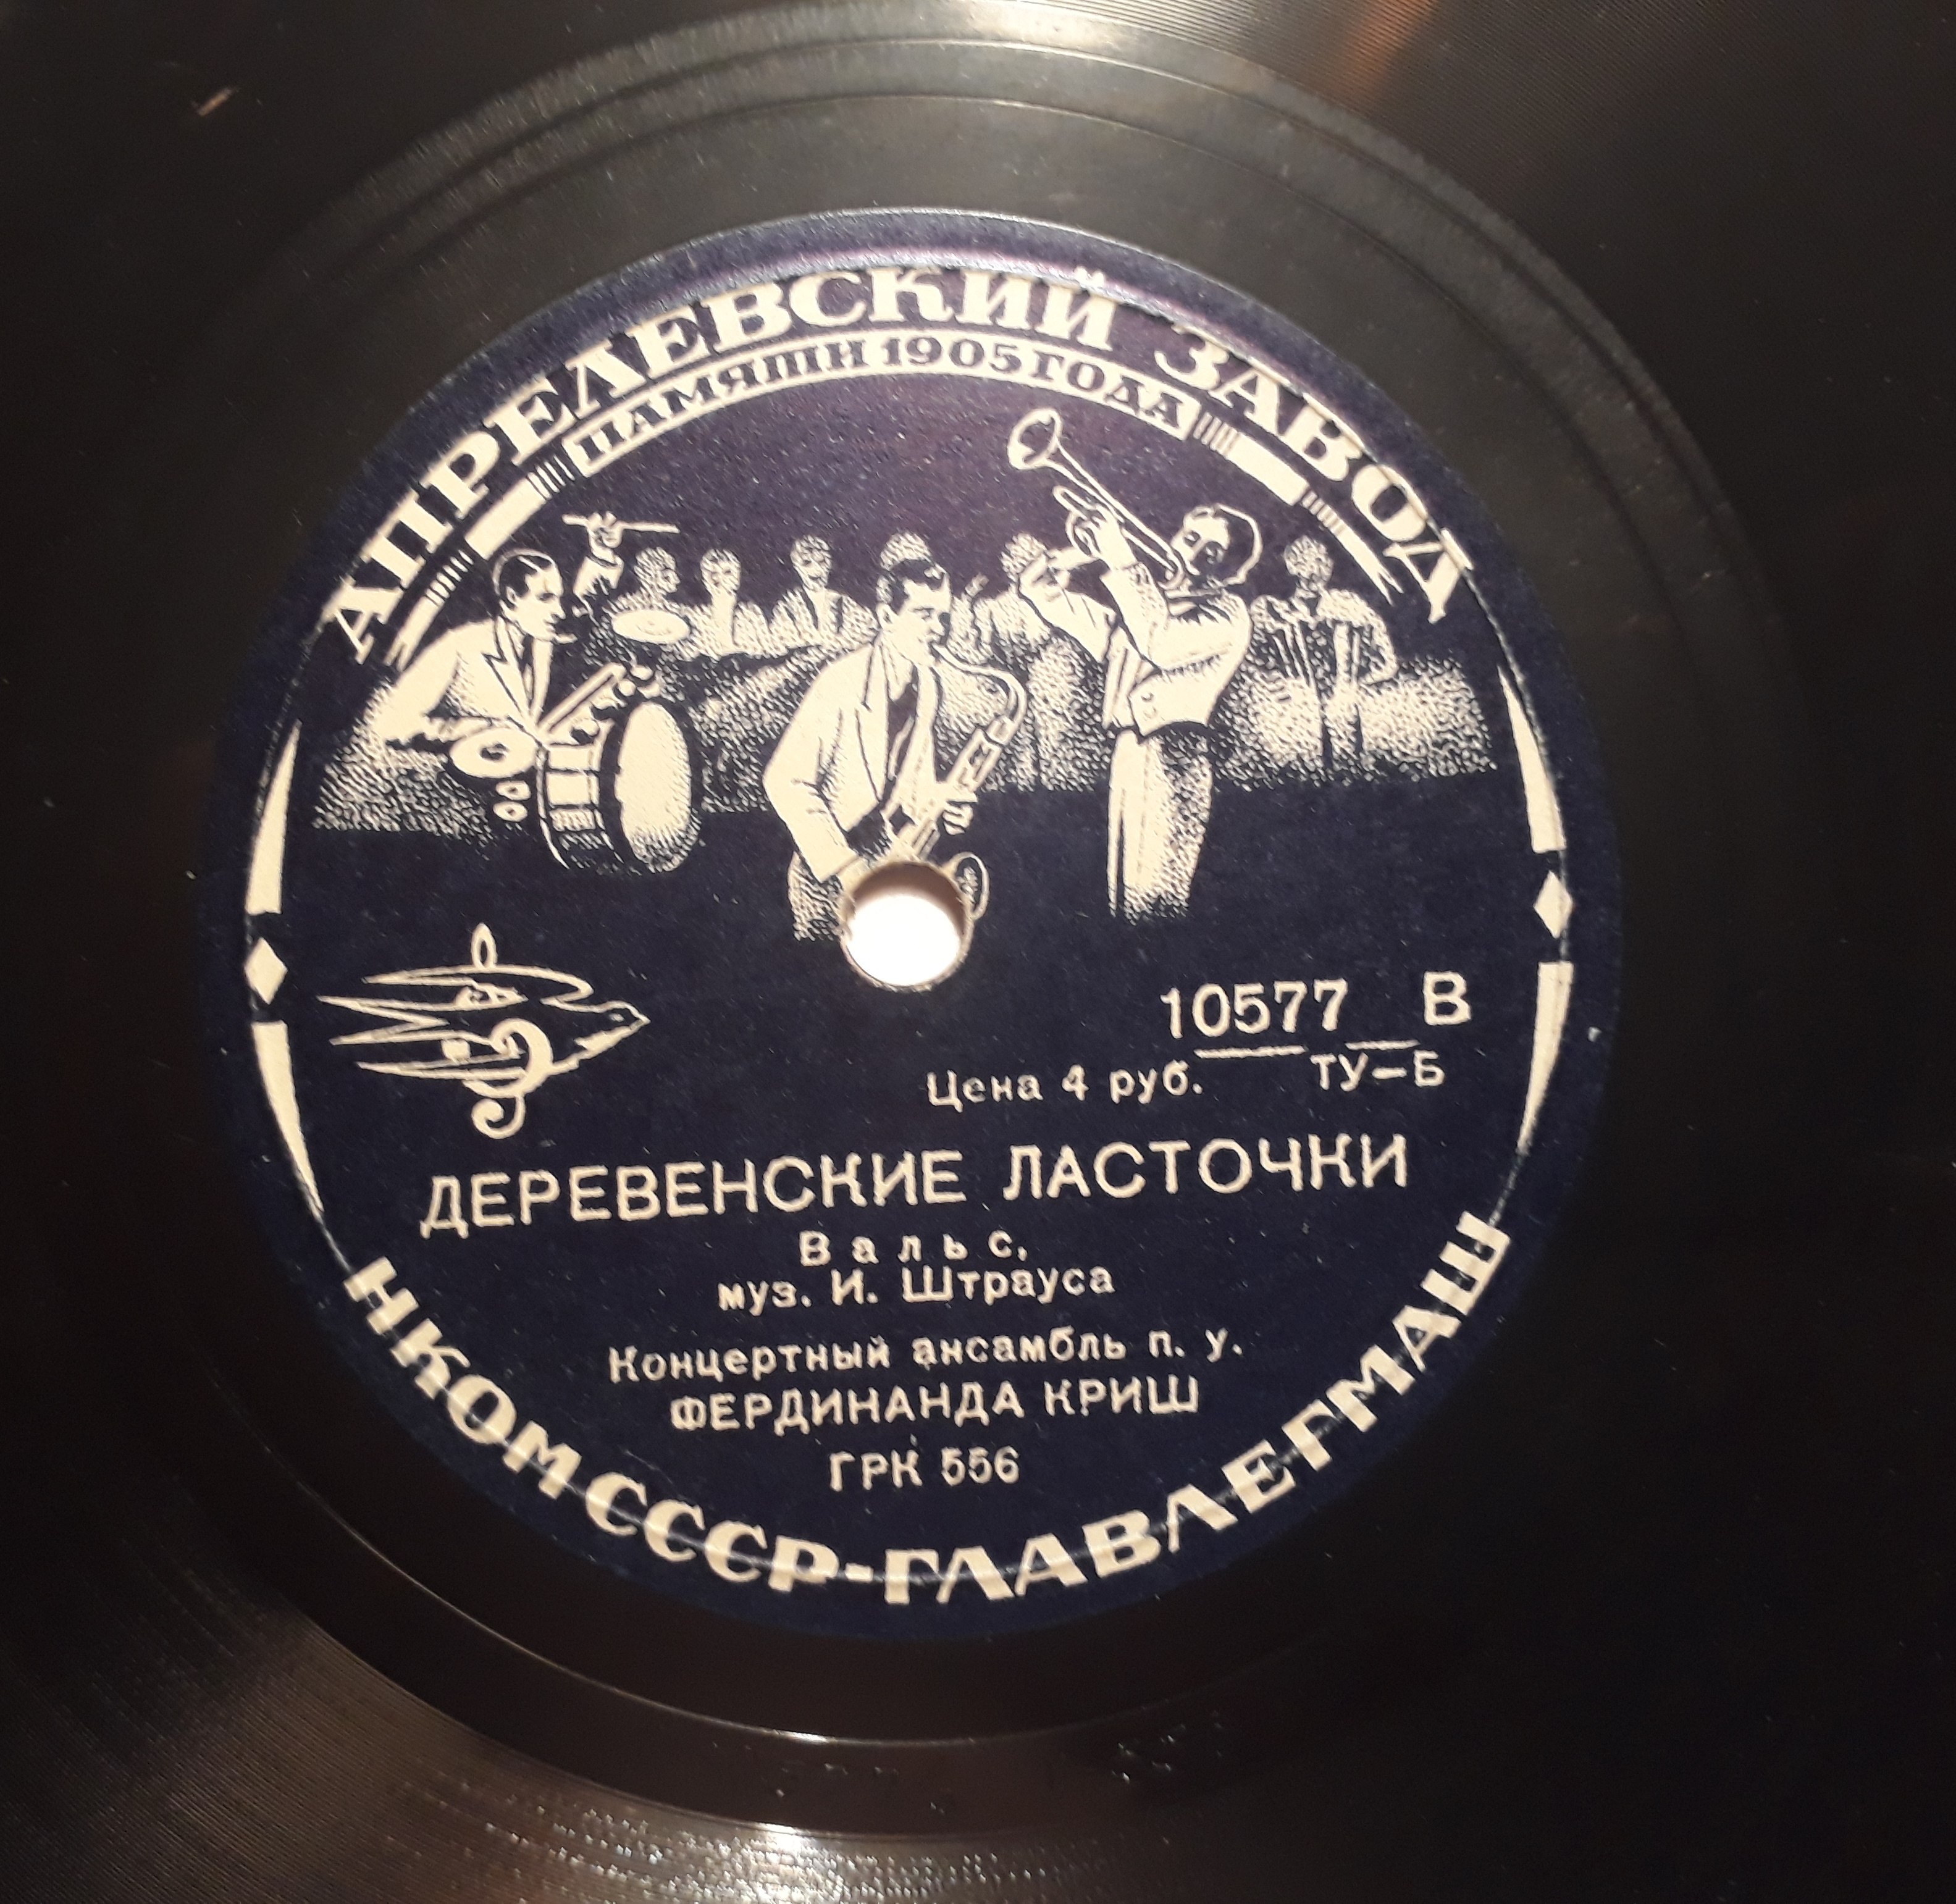 АПРЕЛЕВСКИЙ ЗАВОД
ПАМЯТИ 1905 ГОДА
10577 В
Цена 4 руб. ТУ—Б
ДЕРЕВЕНСКИЕ ЛАСТОЧКИ
Вальс,
муз. И. Штрауса
Концертный ансамбль п. у.
ФЕРДИНАНДА КРИШ
ГРК 556
НКОМ СССР-ГЛАВЛЕГМАШ